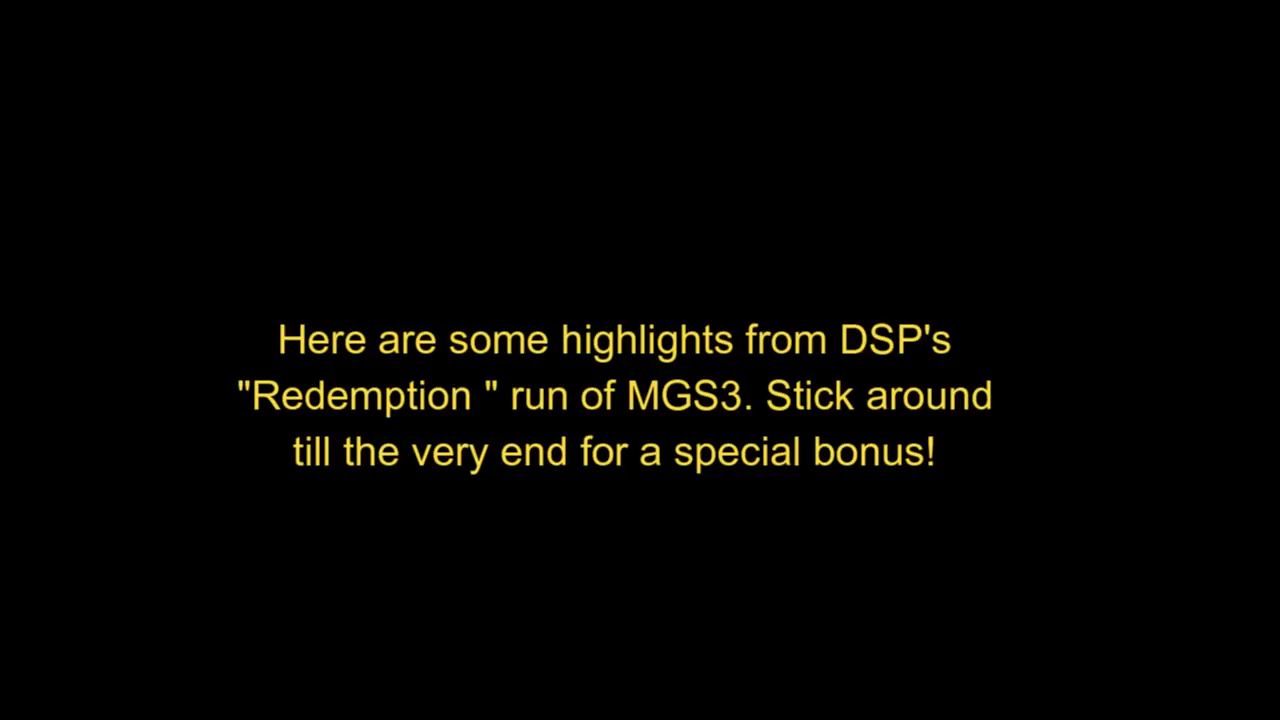 Here are some highlights from DSP's
"Redemption " run of MGS3. Stick around
till the very end for a special bonus!